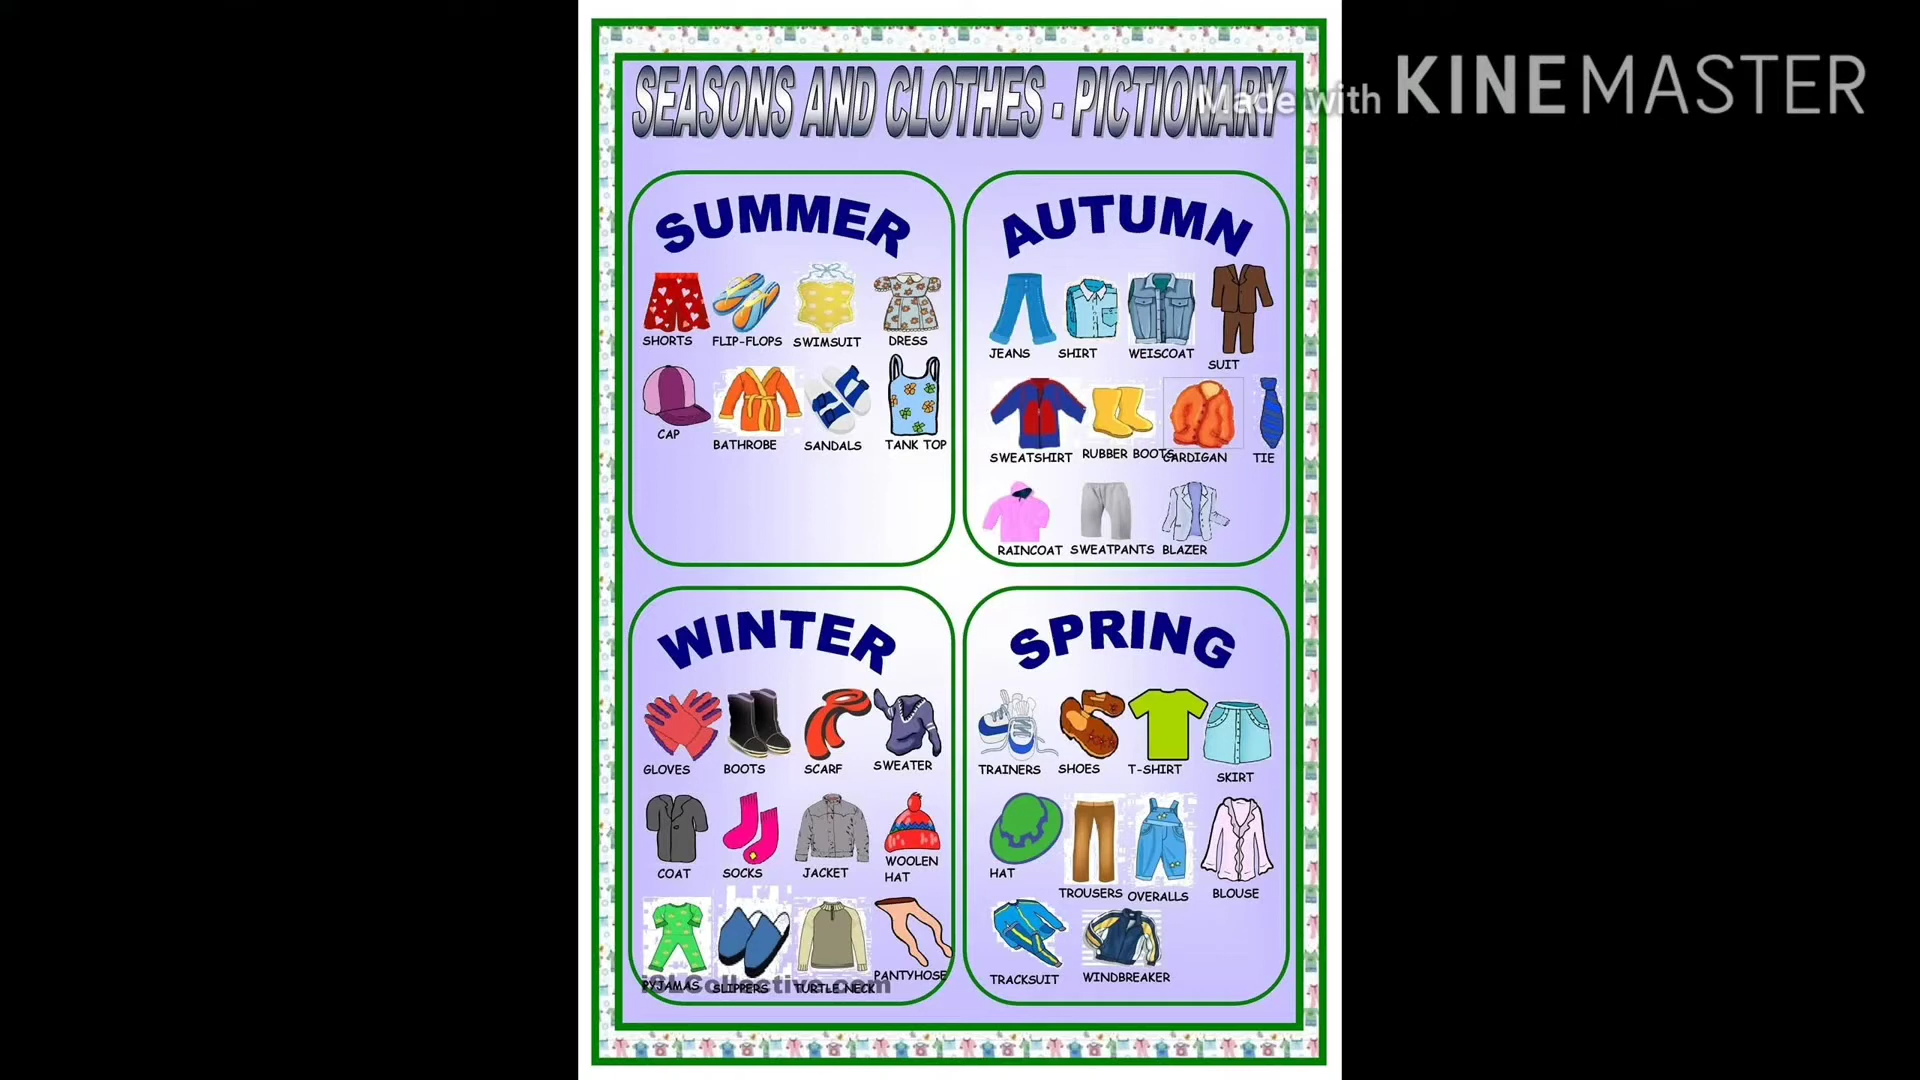 SEASONS AND CLOTHES - PICTIONARY
Made with KINEMASTER
SUMMER
SHORTS FLIP-FLOPS SWIMSUIT DRESS
CAP BATHROBE SANDALS TANK TOP
AUTUMN
JEANS SHIRT WEISCOAT SUIT
SWEATSHIRT RUBBER BOOTS CARDIGAN TIE
RAINCOAT SWEATPANTS BLAZER
WINTER
GLOVES BOOTS SCARF SWEATER
COAT SOCKS JACKET WOOLEN
HAT
PYJAMAS SLIPPERS TURTLE NECK PANTYHOSE
iSLCollective.com
SPRING
TRAINERS SHOES T-SHIRT SKIRT
HAT TROUSERS OVERALLS BLOUSE
TRACKSUIT WINDBREAKER